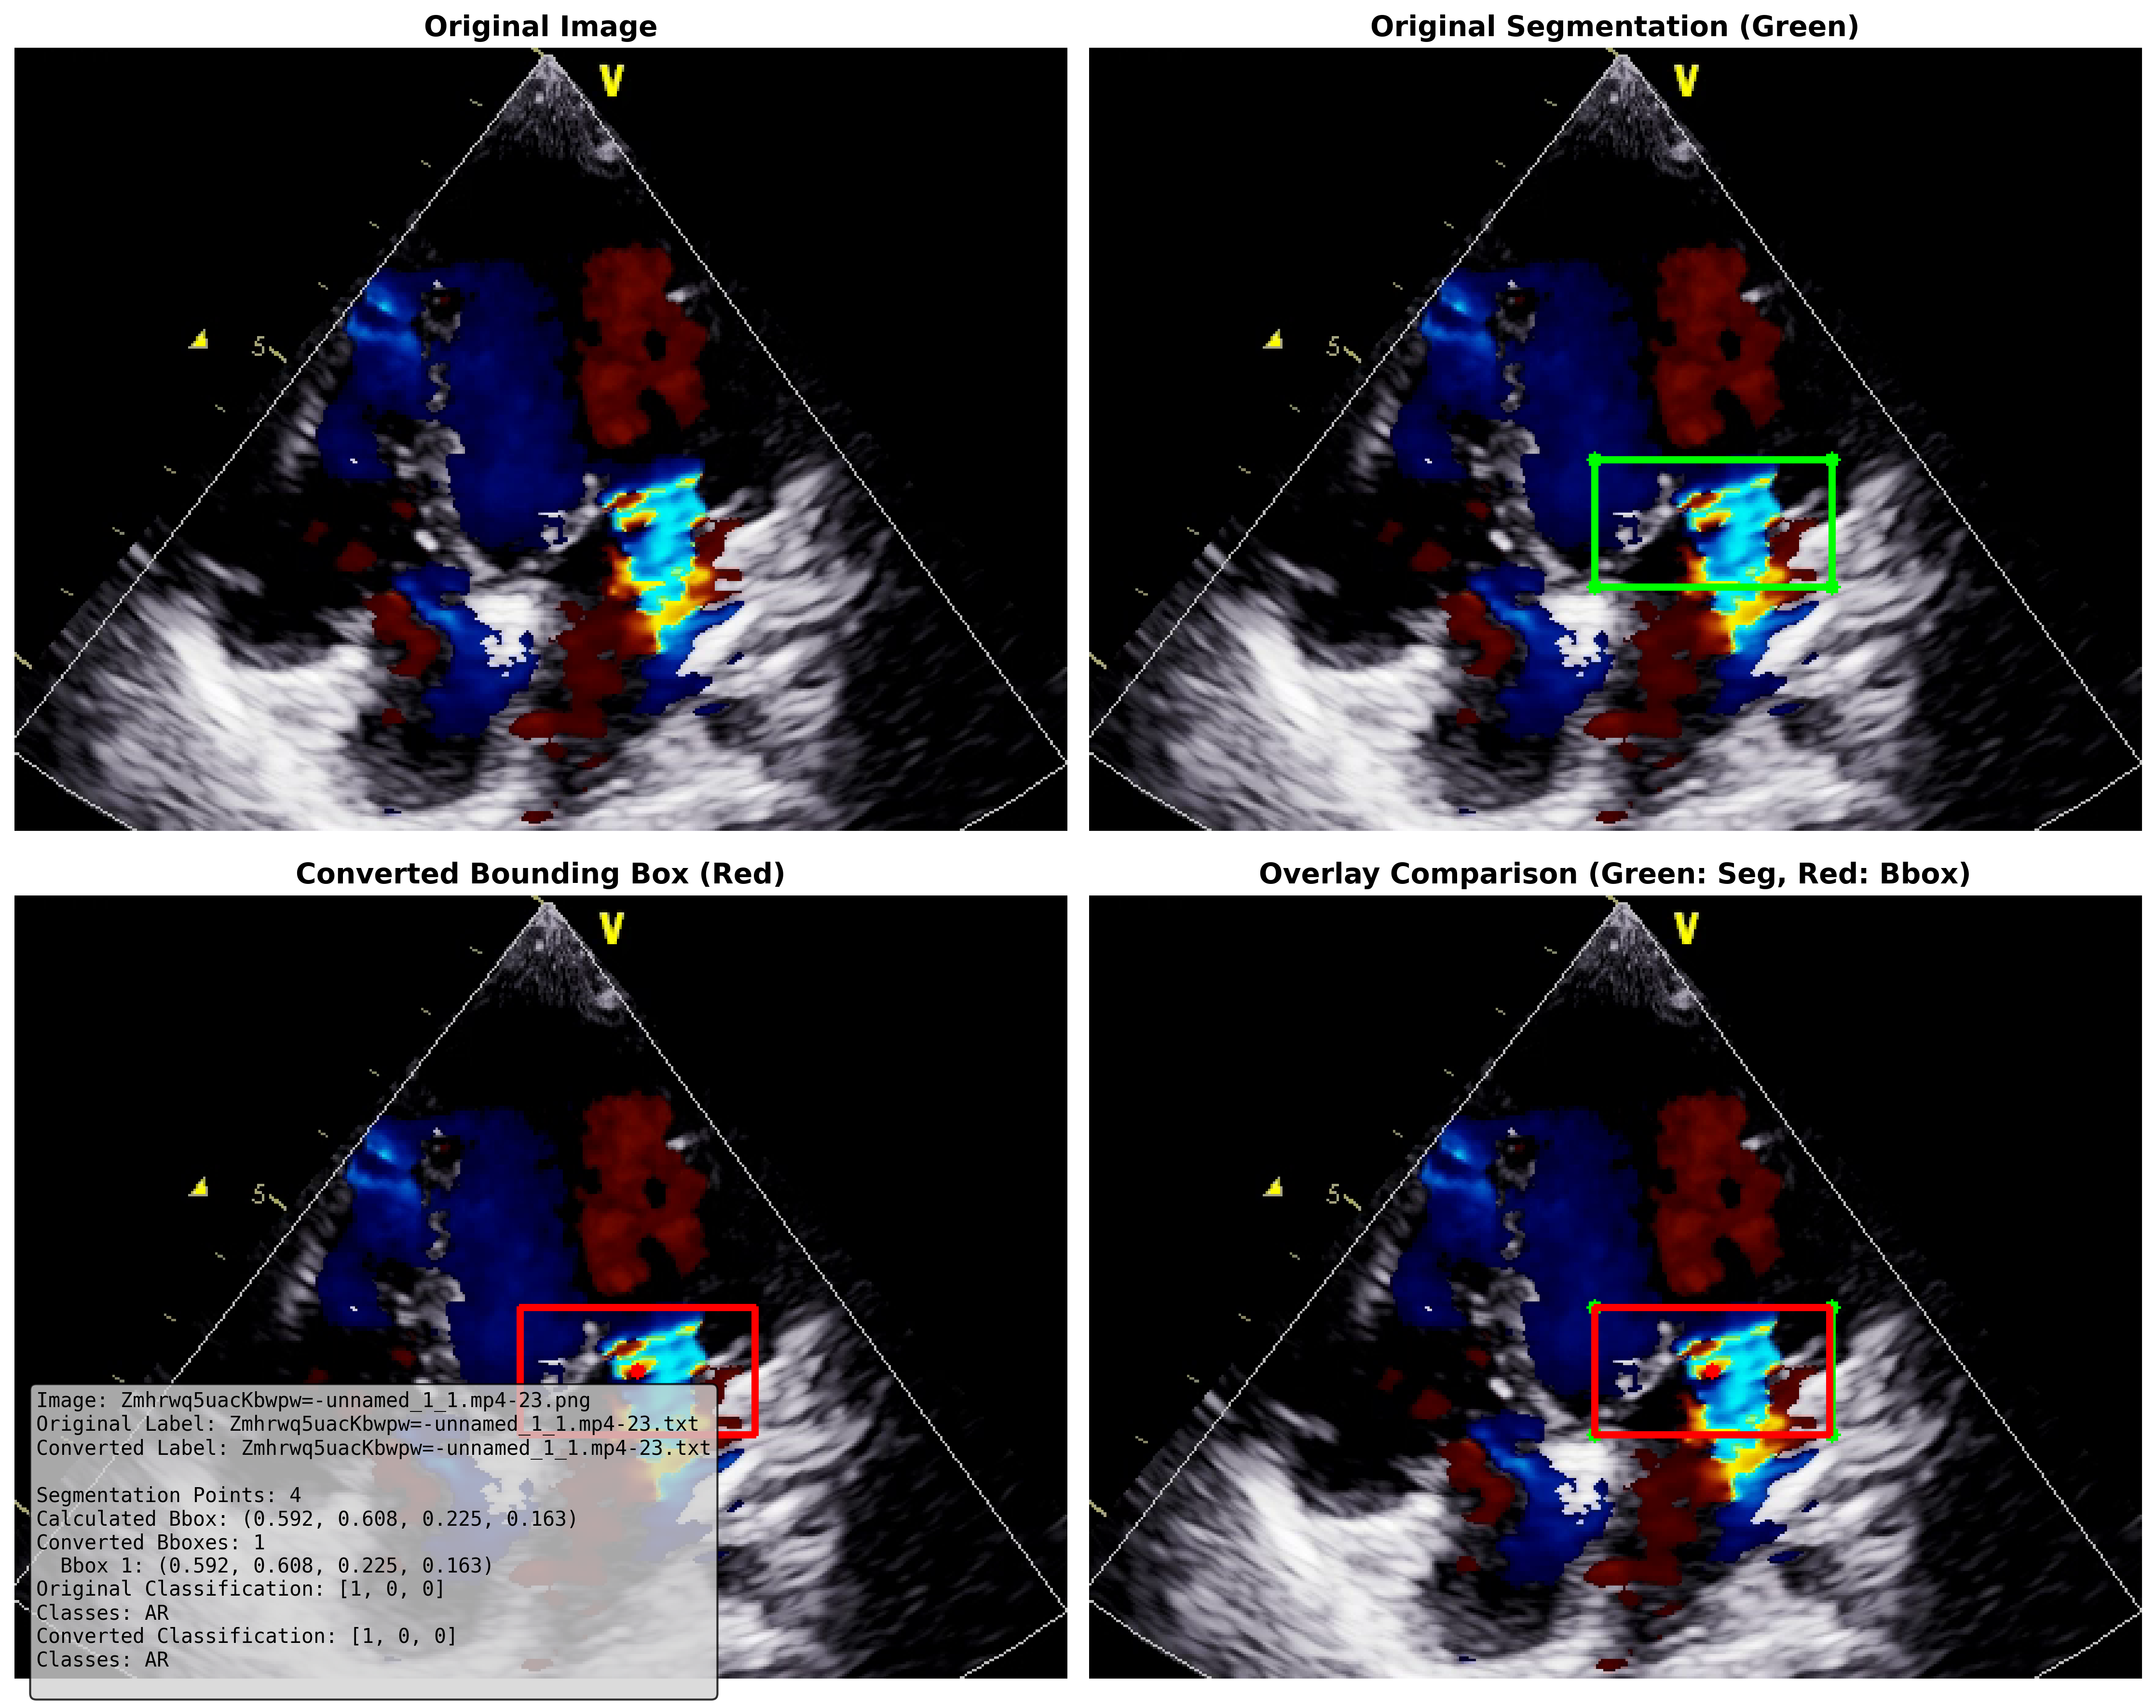 Original Image
Original Segmentation (Green)
V
5
V
5
Converted Bounding Box (Red)
Overlay Comparison (Green: Seg, Red: Bbox)
V
5
V
5
Image: Zmhrwq5uacKbwpw=-unnamed_1_1.mp4-23.png
Original Label: Zmhrwq5uacKbwpw=-unnamed_1_1.mp4-23.txt
Converted Label: Zmhrwq5uacKbwpw=-unnamed_1_1.mp4-23.txt
Segmentation Points: 4
Calculated Bbox: (0.592, 0.608, 0.225, 0.163)
Converted Bboxes: 1
Bbox 1: (0.592, 0.608, 0.225, 0.163)
Original Classification: [1, 0, 0]
Classes: AR
Converted Classification: [1, 0, 0]
Classes: AR